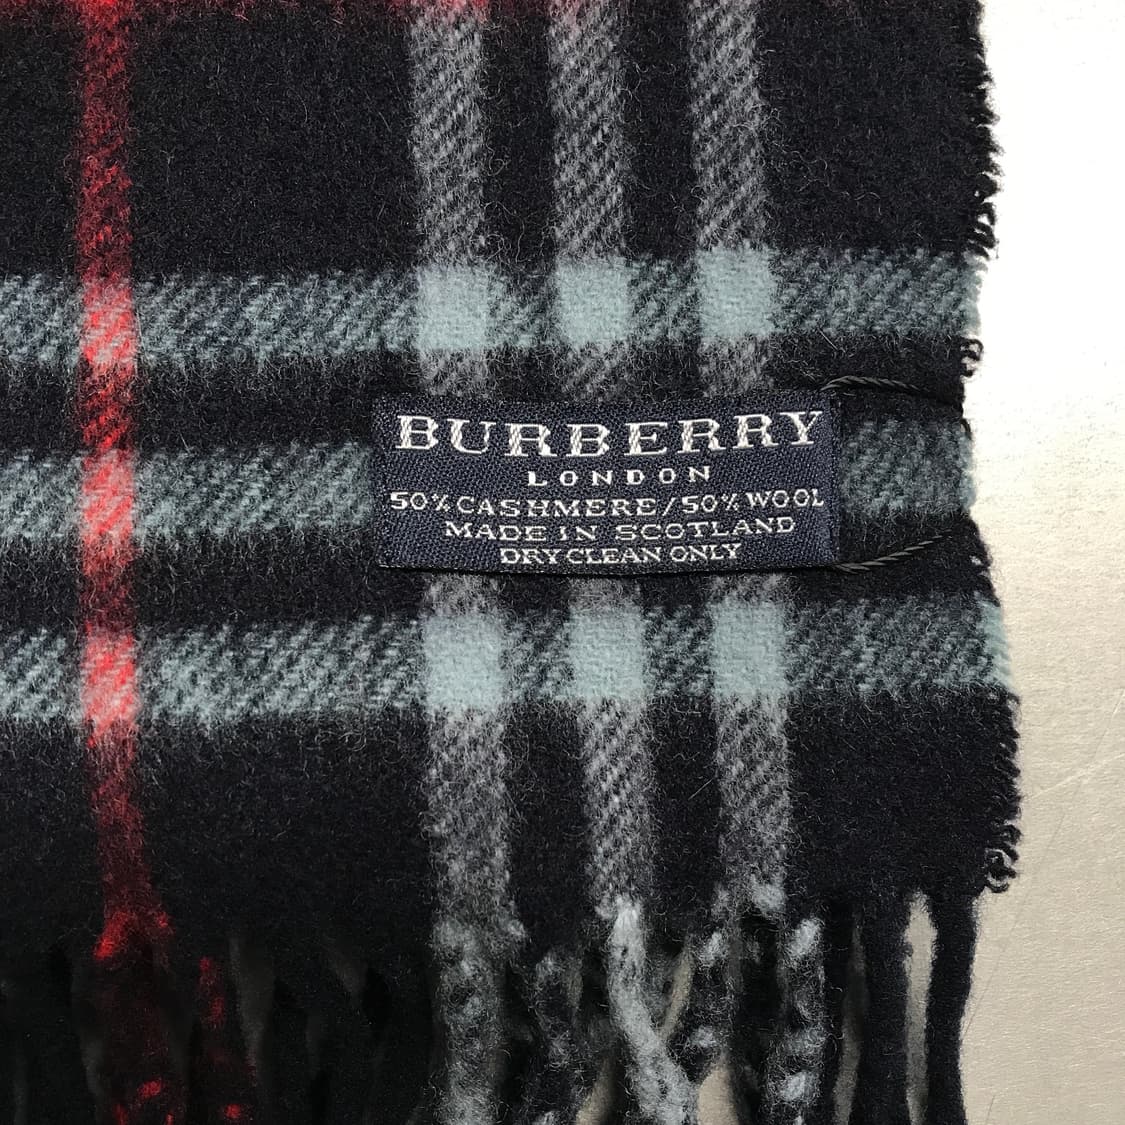 BURBERRY
LONDON
50% CASHMERE/50% WOOL
MADE IN SCOTLAND
DRY CLEAN ONLY